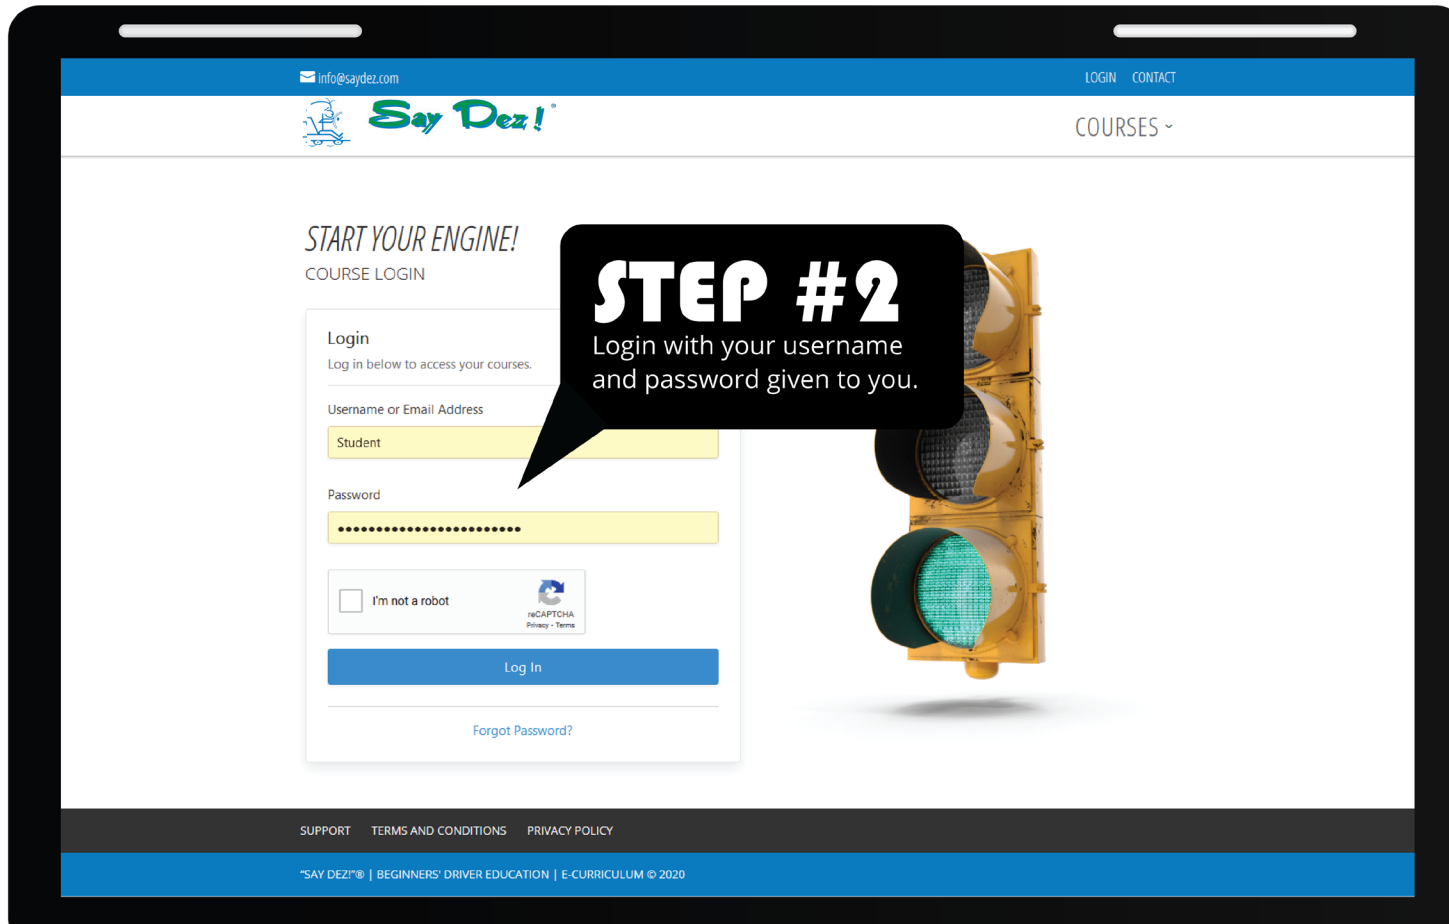 info@saydez.com
LOGIN CONTACT
Say Dez!®
COURSES
START YOUR ENGINE!
COURSE LOGIN
STEP #2
Login with your username
and password given to you.
Login
Log in below to access your courses.
Username or Email Address
Student
Password
I'm not a robot
reCAPTCHA
Privacy - Terms
Log In
Forgot Password?
SUPPORT TERMS AND CONDITIONS PRIVACY POLICY
"SAY DEZ!"® | BEGINNERS' DRIVER EDUCATION | E-CURRICULUM © 2020